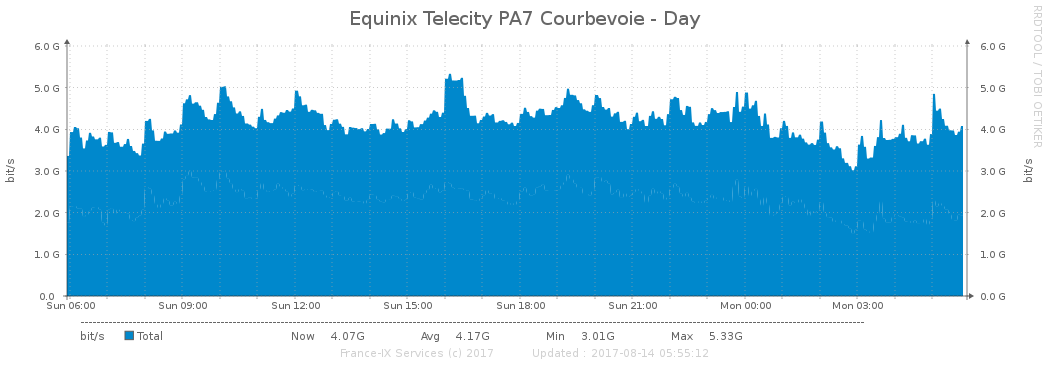 Equinix Telecity PA7 Courbevoie - Day
RRDTOOL / TOBI OETIKER
6.0 G 6.0 G
5.0 G 5.0 G
4.0 G 4.0 G
3.0 G 3.0 G
2.0 G 2.0 G
1.0 G 1.0 G
0.0 0.0 G
bit/s bit/s
Sun 06:00 Sun 09:00 Sun 12:00 Sun 15:00 Sun 18:00 Sun 21:00 Mon 00:00 Mon 03:00
bit/s Total Now 4.07G Avg 4.17G Min 3.01G Max 5.33G
France-IX Services (c) 2017 Updated : 2017-08-14 05:55:12